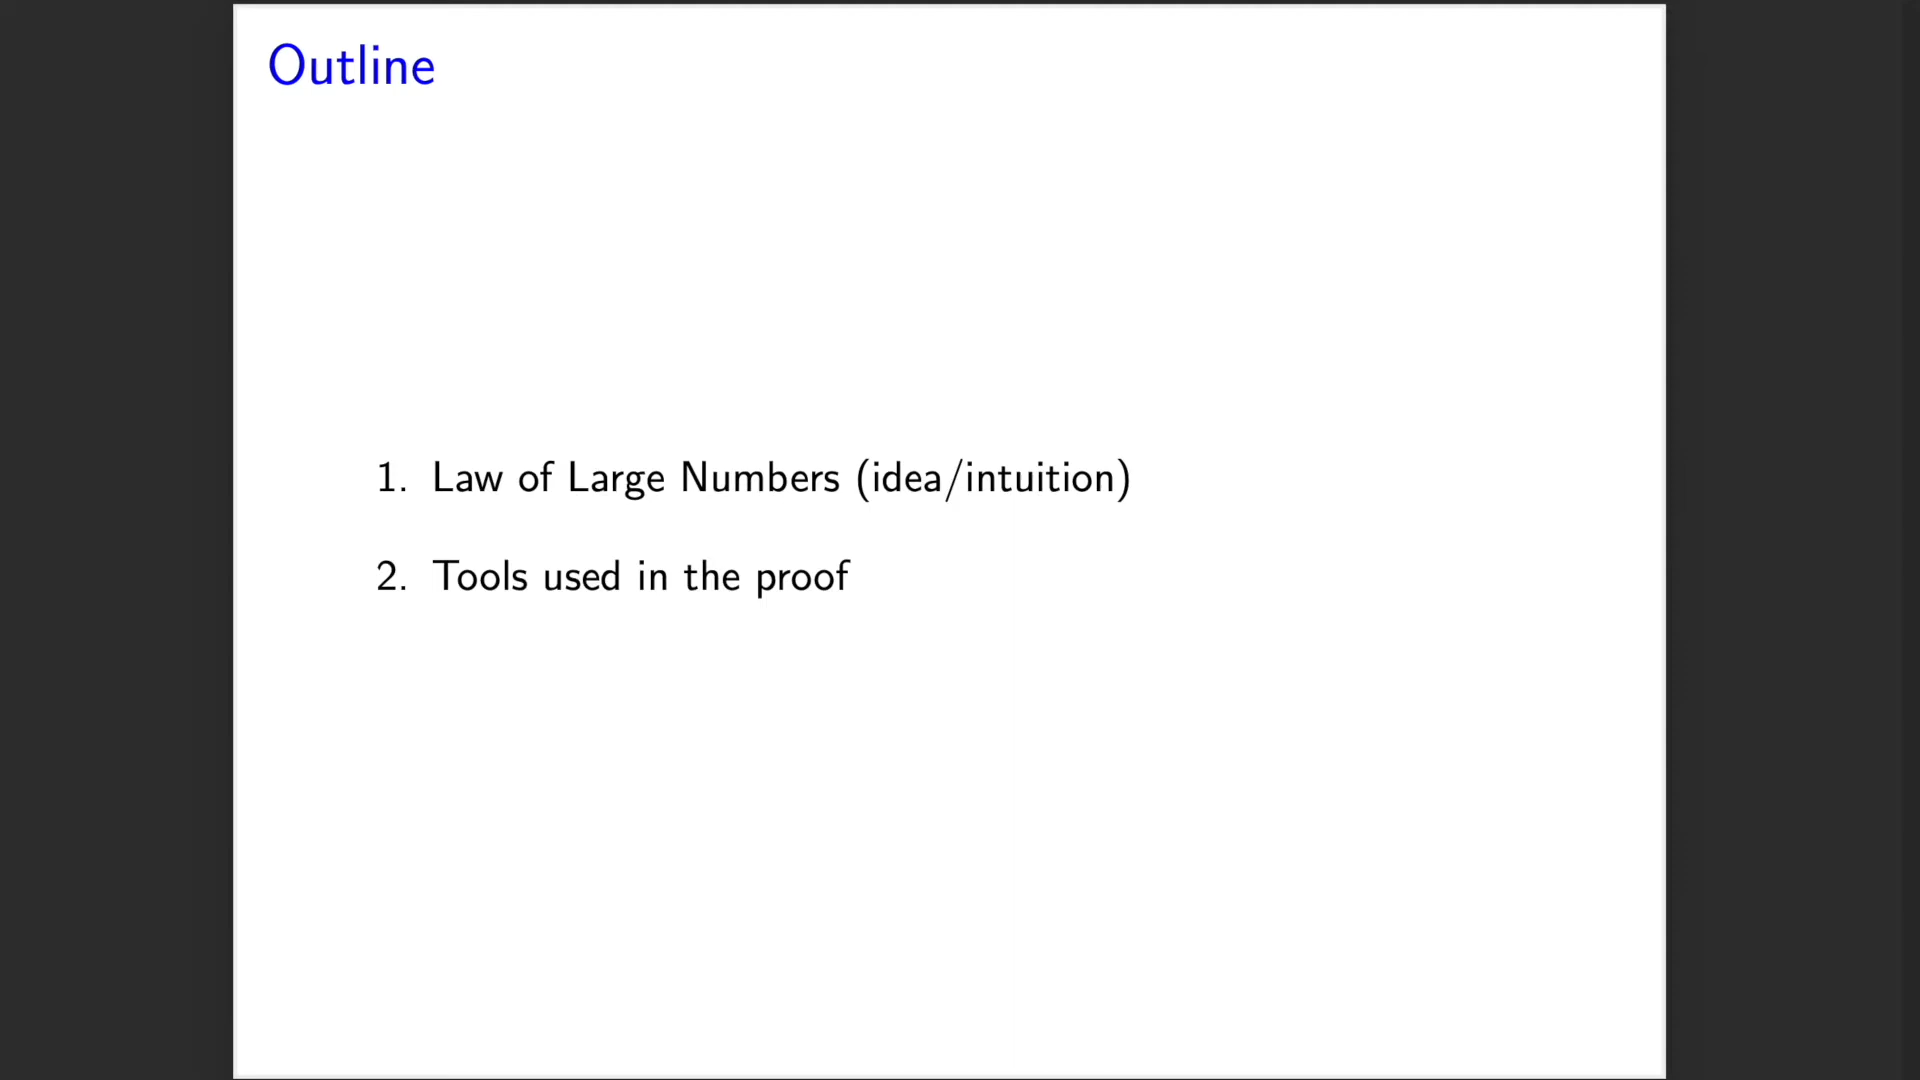 Outline
1. Law of Large Numbers (idea/intuition)
2. Tools used in the proof